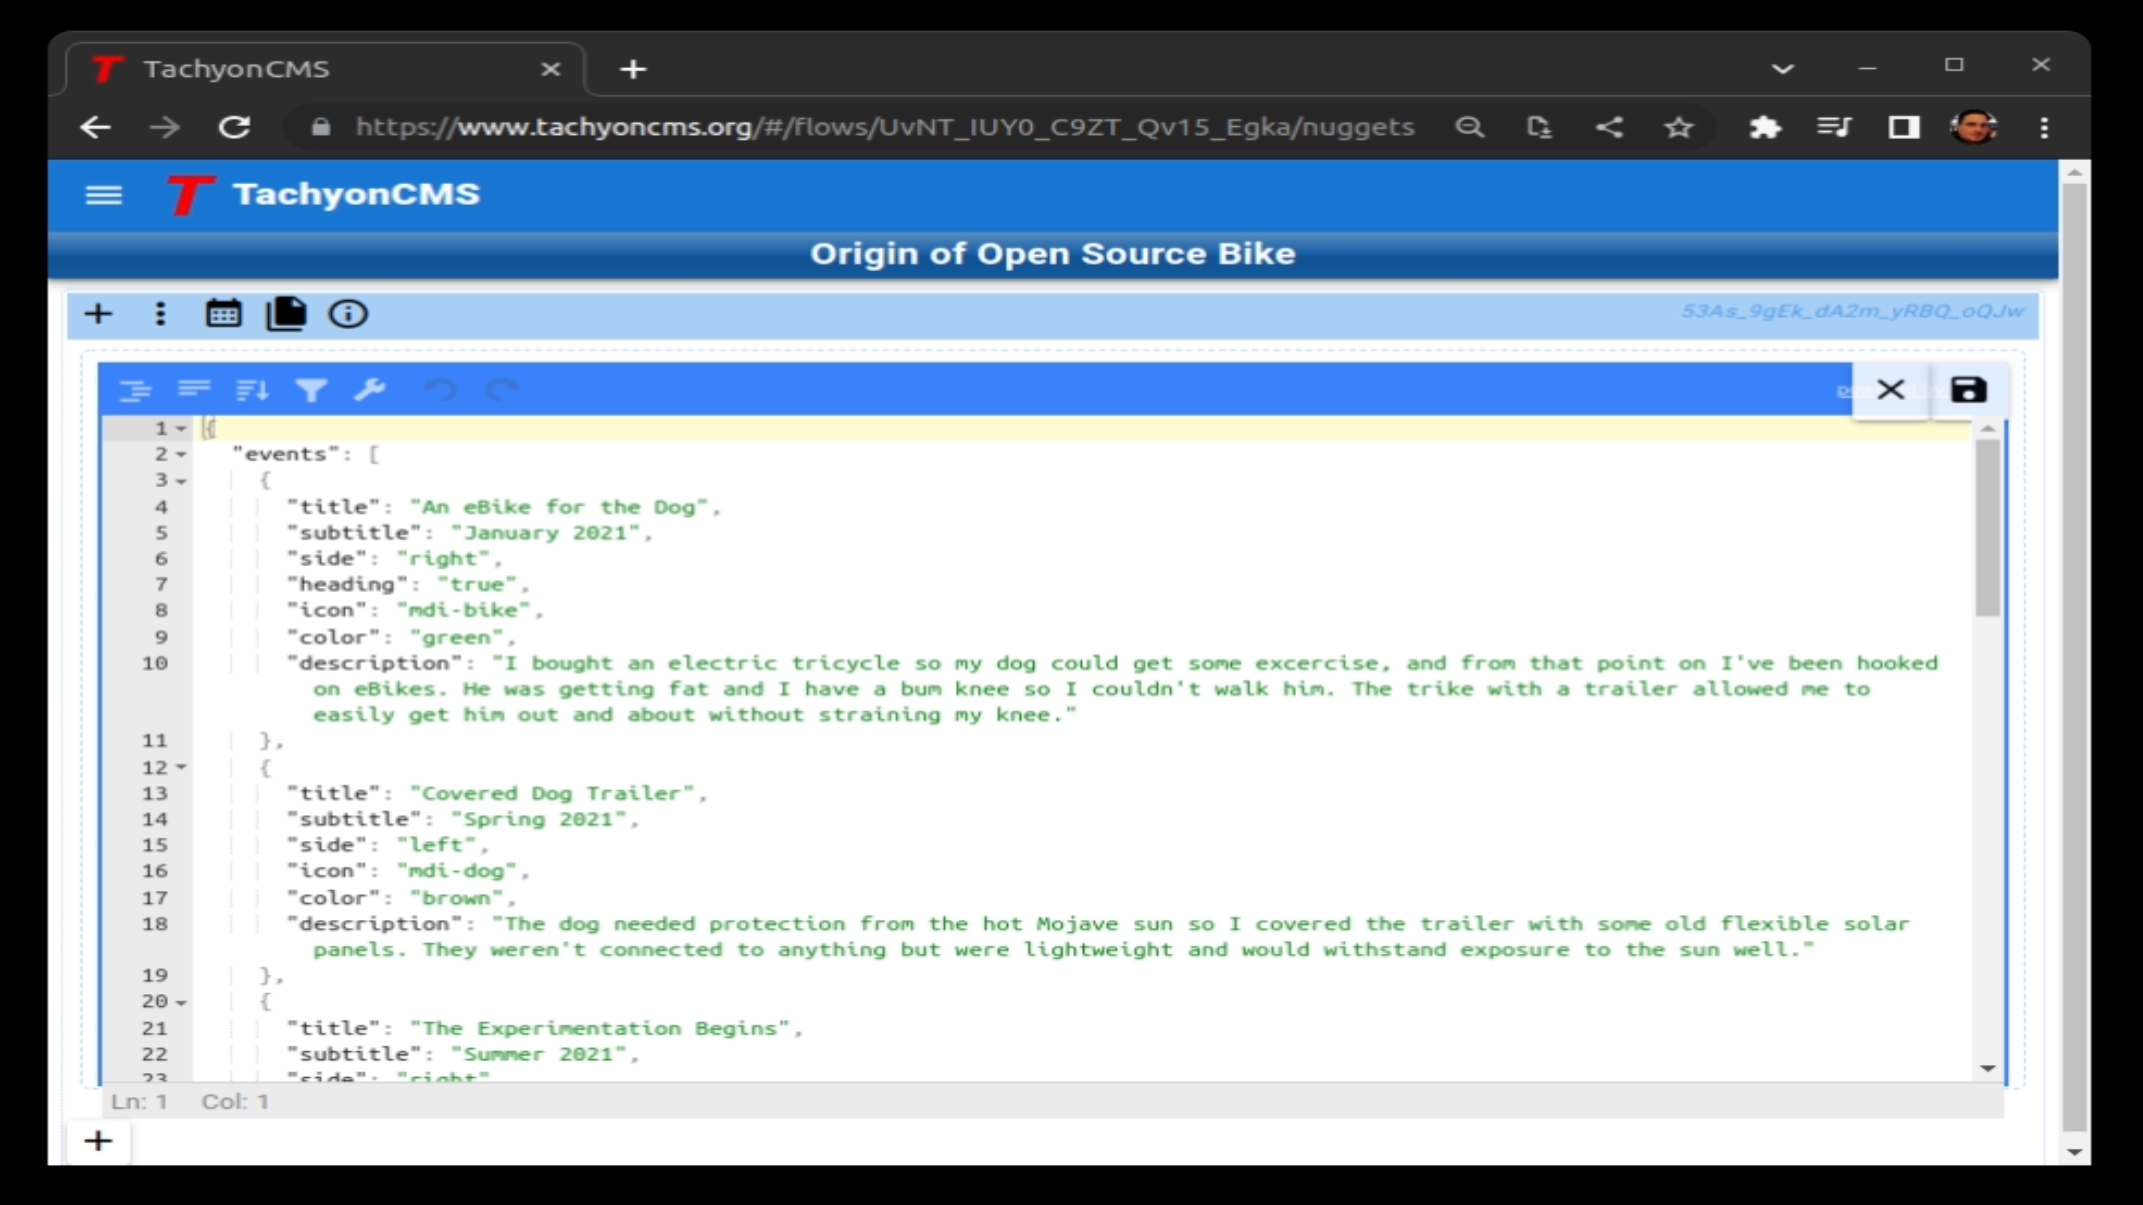 TachyonCMS
https://www.tachyoncms.org/#/flows/UvNT_IUY0_C9ZT_Qv15_Egka/nuggets
T TachyonCMS
Origin of Open Source Bike
53As_9gEk_dA2m_yRBQ_oQJw
1 {
2 "events": [
3 {
4 "title": "An eBike for the Dog",
5 "subtitle": "January 2021",
6 "side": "right",
7 "heading": "true",
8 "icon": "mdi-bike",
9 "color": "green",
10 "description": "I bought an electric tricycle so my dog could get some excercise, and from that point on I've been hooked
on eBikes. He was getting fat and I have a bum knee so I couldn't walk him. The trike with a trailer allowed me to
easily get him out and about without straining my knee."
11 },
12 {
13 "title": "Covered Dog Trailer",
14 "subtitle": "Spring 2021",
15 "side": "left",
16 "icon": "mdi-dog",
17 "color": "brown",
18 "description": "The dog needed protection from the hot Mojave sun so I covered the trailer with some old flexible solar
panels. They weren't connected to anything but were lightweight and would withstand exposure to the sun well."
19 },
20 {
21 "title": "The Experimentation Begins",
22 "subtitle": "Summer 2021",
23 "side": "right"
Ln: 1 Col: 1